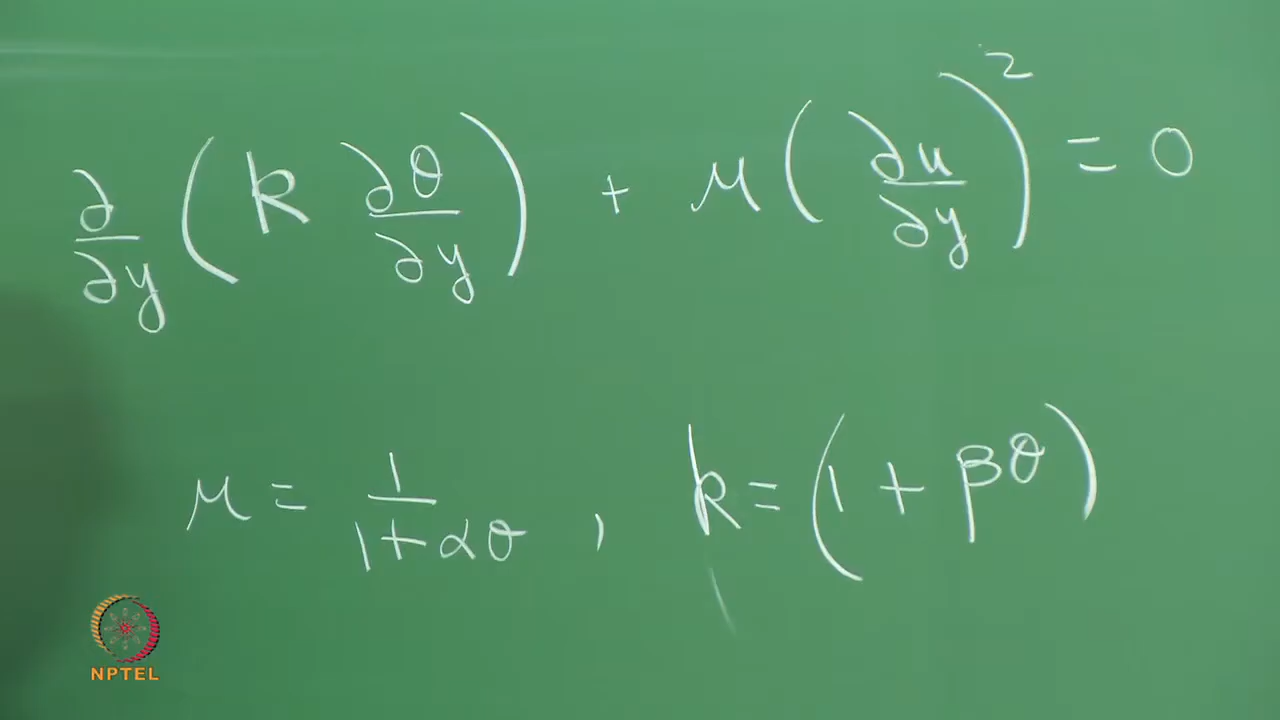 ∂/∂y (k ∂θ/∂y) + μ (∂u/∂y)² = 0
μ = 1/(1+αθ) , k = (1 + βθ)
NPTEL